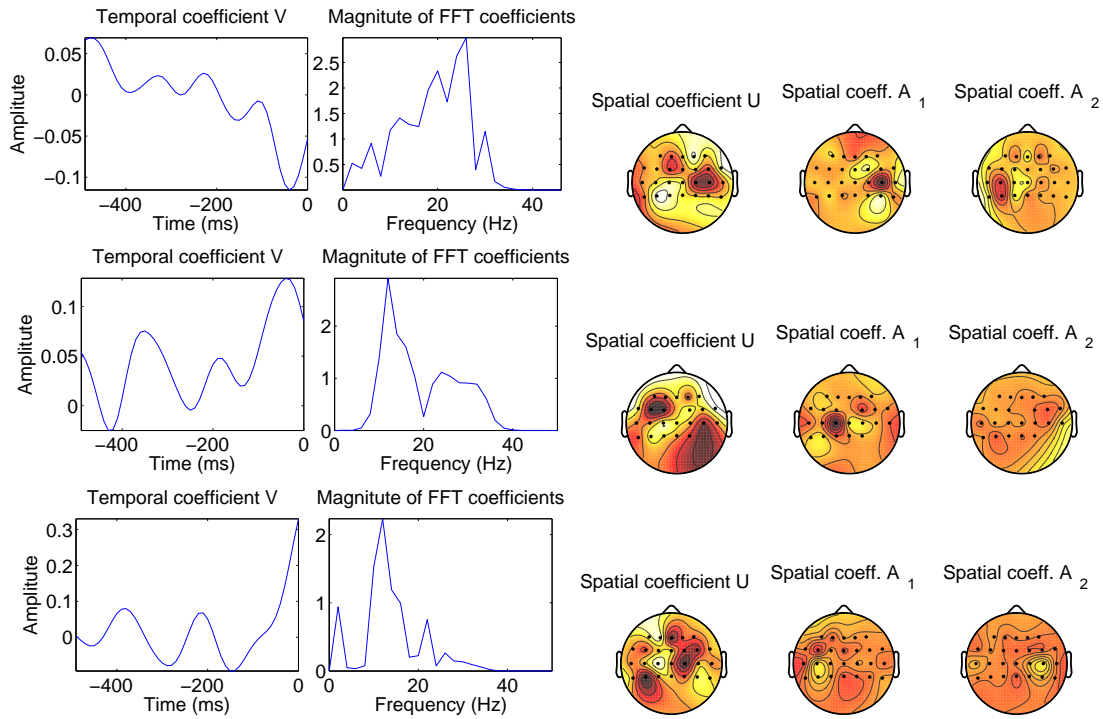 Temporal coefficient V
Magnitute of FFT coefficients
Amplitute
0.05
0
−0.05
−0.1
−400
−200
0
Time (ms)
2.5
2
1.5
1
0.5
0
20
40
Frequency (Hz)
Spatial coefficient U
Spatial coeff. A 1
Spatial coeff. A 2
Temporal coefficient V
Magnitute of FFT coefficients
Amplitute
0.1
0.05
0
−400
−200
0
Time (ms)
2
1
0
0
20
40
Frequency (Hz)
Spatial coefficient U
Spatial coeff. A 1
Spatial coeff. A 2
Temporal coefficient V
Magnitute of FFT coefficients
Amplitute
0.3
0.2
0.1
0
−400
−200
0
Time (ms)
2
1
0
0
20
40
Frequency (Hz)
Spatial coefficient U
Spatial coeff. A 1
Spatial coeff. A 2